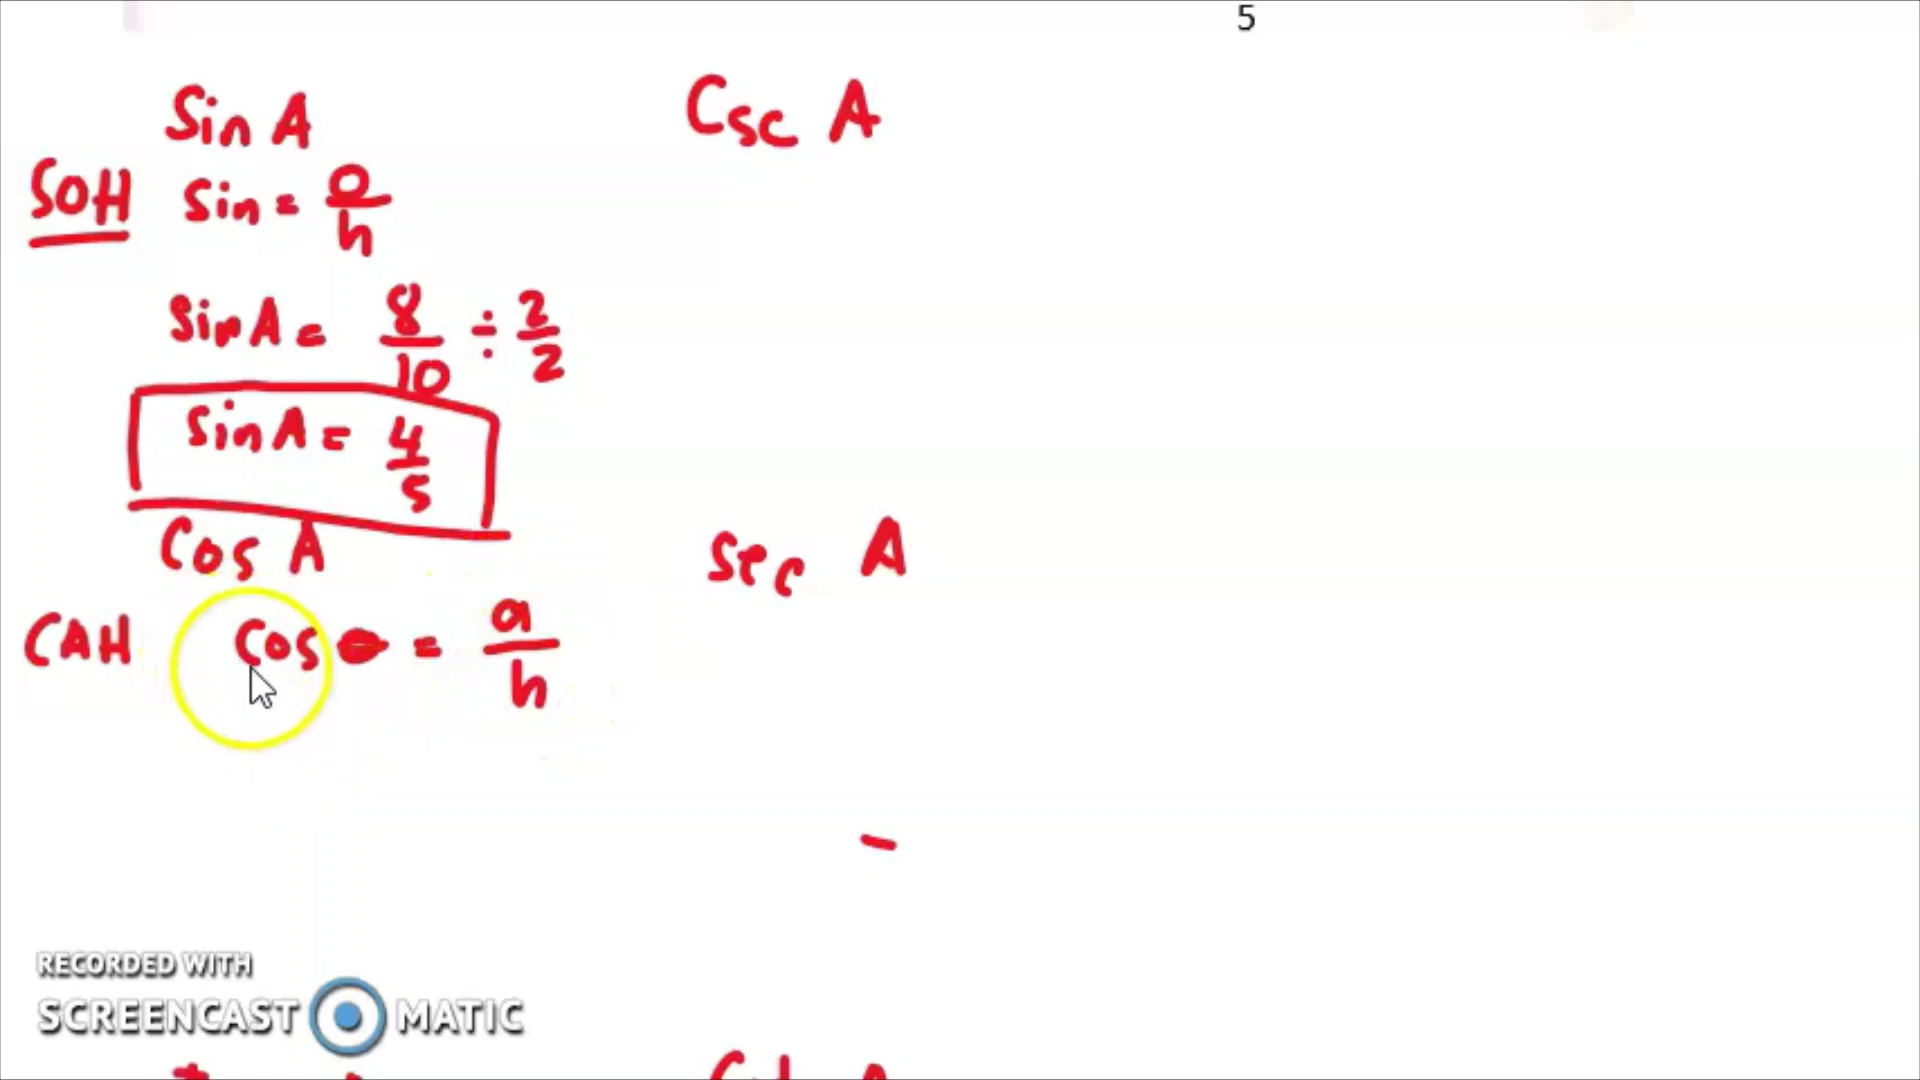 5
Sin A
Csc A
SOH sin = o/h
sin A = 8/10 ÷ 2/2
sin A = 4/5
Cos A
sec A
CAH cos θ = a/h
-
RECORDED WITH
SCREENCAST MATIC